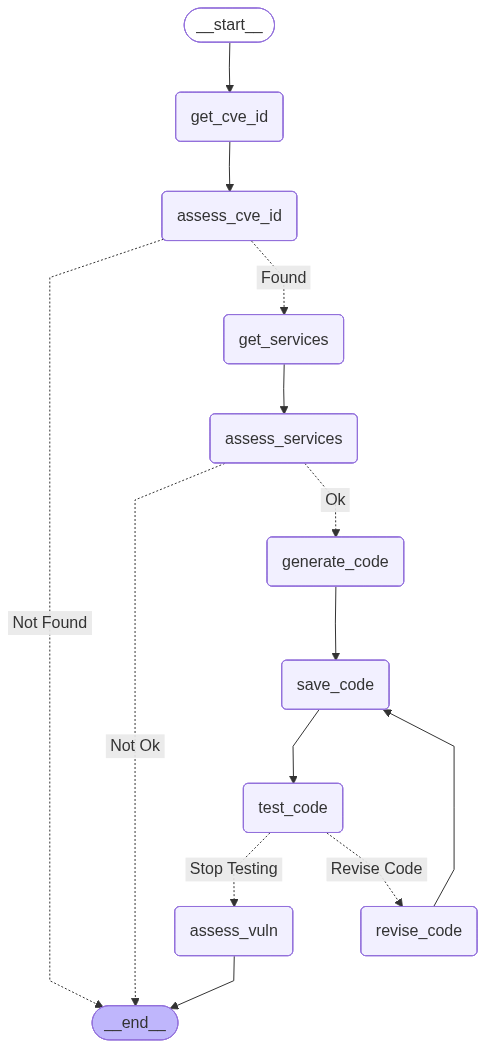 __start__
get_cve_id
assess_cve_id
Found
get_services
assess_services
Ok
generate_code
Not Found
save_code
Not Ok
test_code
Stop Testing
Revise Code
assess_vuln
revise_code
__end__